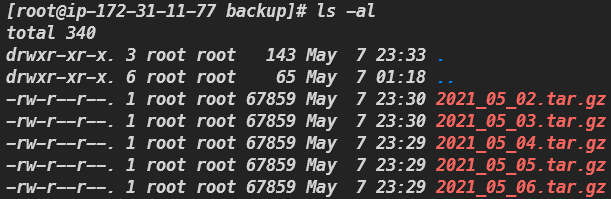 [root@ip-172-31-11-77 backup]# ls -al
total 340
drwxr-xr-x. 3 root root   143 May  7 23:33 .
drwxr-xr-x. 6 root root    65 May  7 01:18 ..
-rw-r--r--. 1 root root 67859 May  7 23:30 2021_05_02.tar.gz
-rw-r--r--. 1 root root 67859 May  7 23:30 2021_05_03.tar.gz
-rw-r--r--. 1 root root 67859 May  7 23:29 2021_05_04.tar.gz
-rw-r--r--. 1 root root 67859 May  7 23:29 2021_05_05.tar.gz
-rw-r--r--. 1 root root 67859 May  7 23:29 2021_05_06.tar.gz